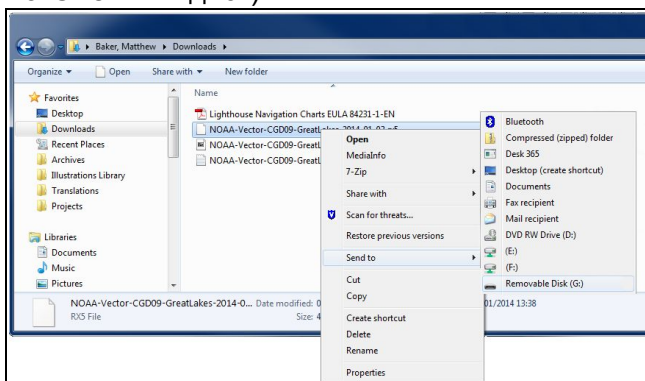 Baker, Matthew ▸ Downloads ▸
Organize ▾ Open Share with ▾ New folder
Favorites
Desktop
Downloads
Recent Places
Archives
Illustrations Library
Translations
Projects
Libraries
Documents
Music
Pictures
Name
Lighthouse Navigation Charts EULA 84231-1-EN
NOAA-Vector-CGD09-GreatLakes-2014-01-02
NOAA-Vector-CGD09-GreatL
NOAA-Vector-CGD09-GreatL
Open
MediaInfo
7-Zip
Share with
Scan for threats...
Restore previous versions
Send to
Cut
Copy
Create shortcut
Delete
Rename
Properties
Bluetooth
Compressed (zipped) folder
Desk 365
Desktop (create shortcut)
Documents
Fax recipient
Mail recipient
DVD RW Drive (D:)
(E:)
(F:)
Removable Disk (G:)
NOAA-Vector-CGD09-GreatLakes-2014-0... Date modified: 0
01/2014 13:38
RX5 File Size: 4